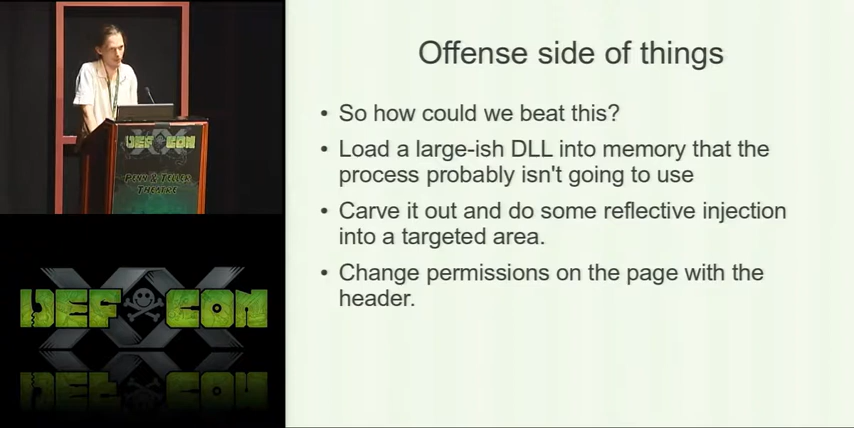 Offense side of things
• So how could we beat this?
• Load a large-ish DLL into memory that the
process probably isn't going to use
• Carve it out and do some reflective injection
into a targeted area.
• Change permissions on the page with the
header.
DEF CON
PENN & TELLER
THEATRE
XX
DEF CON